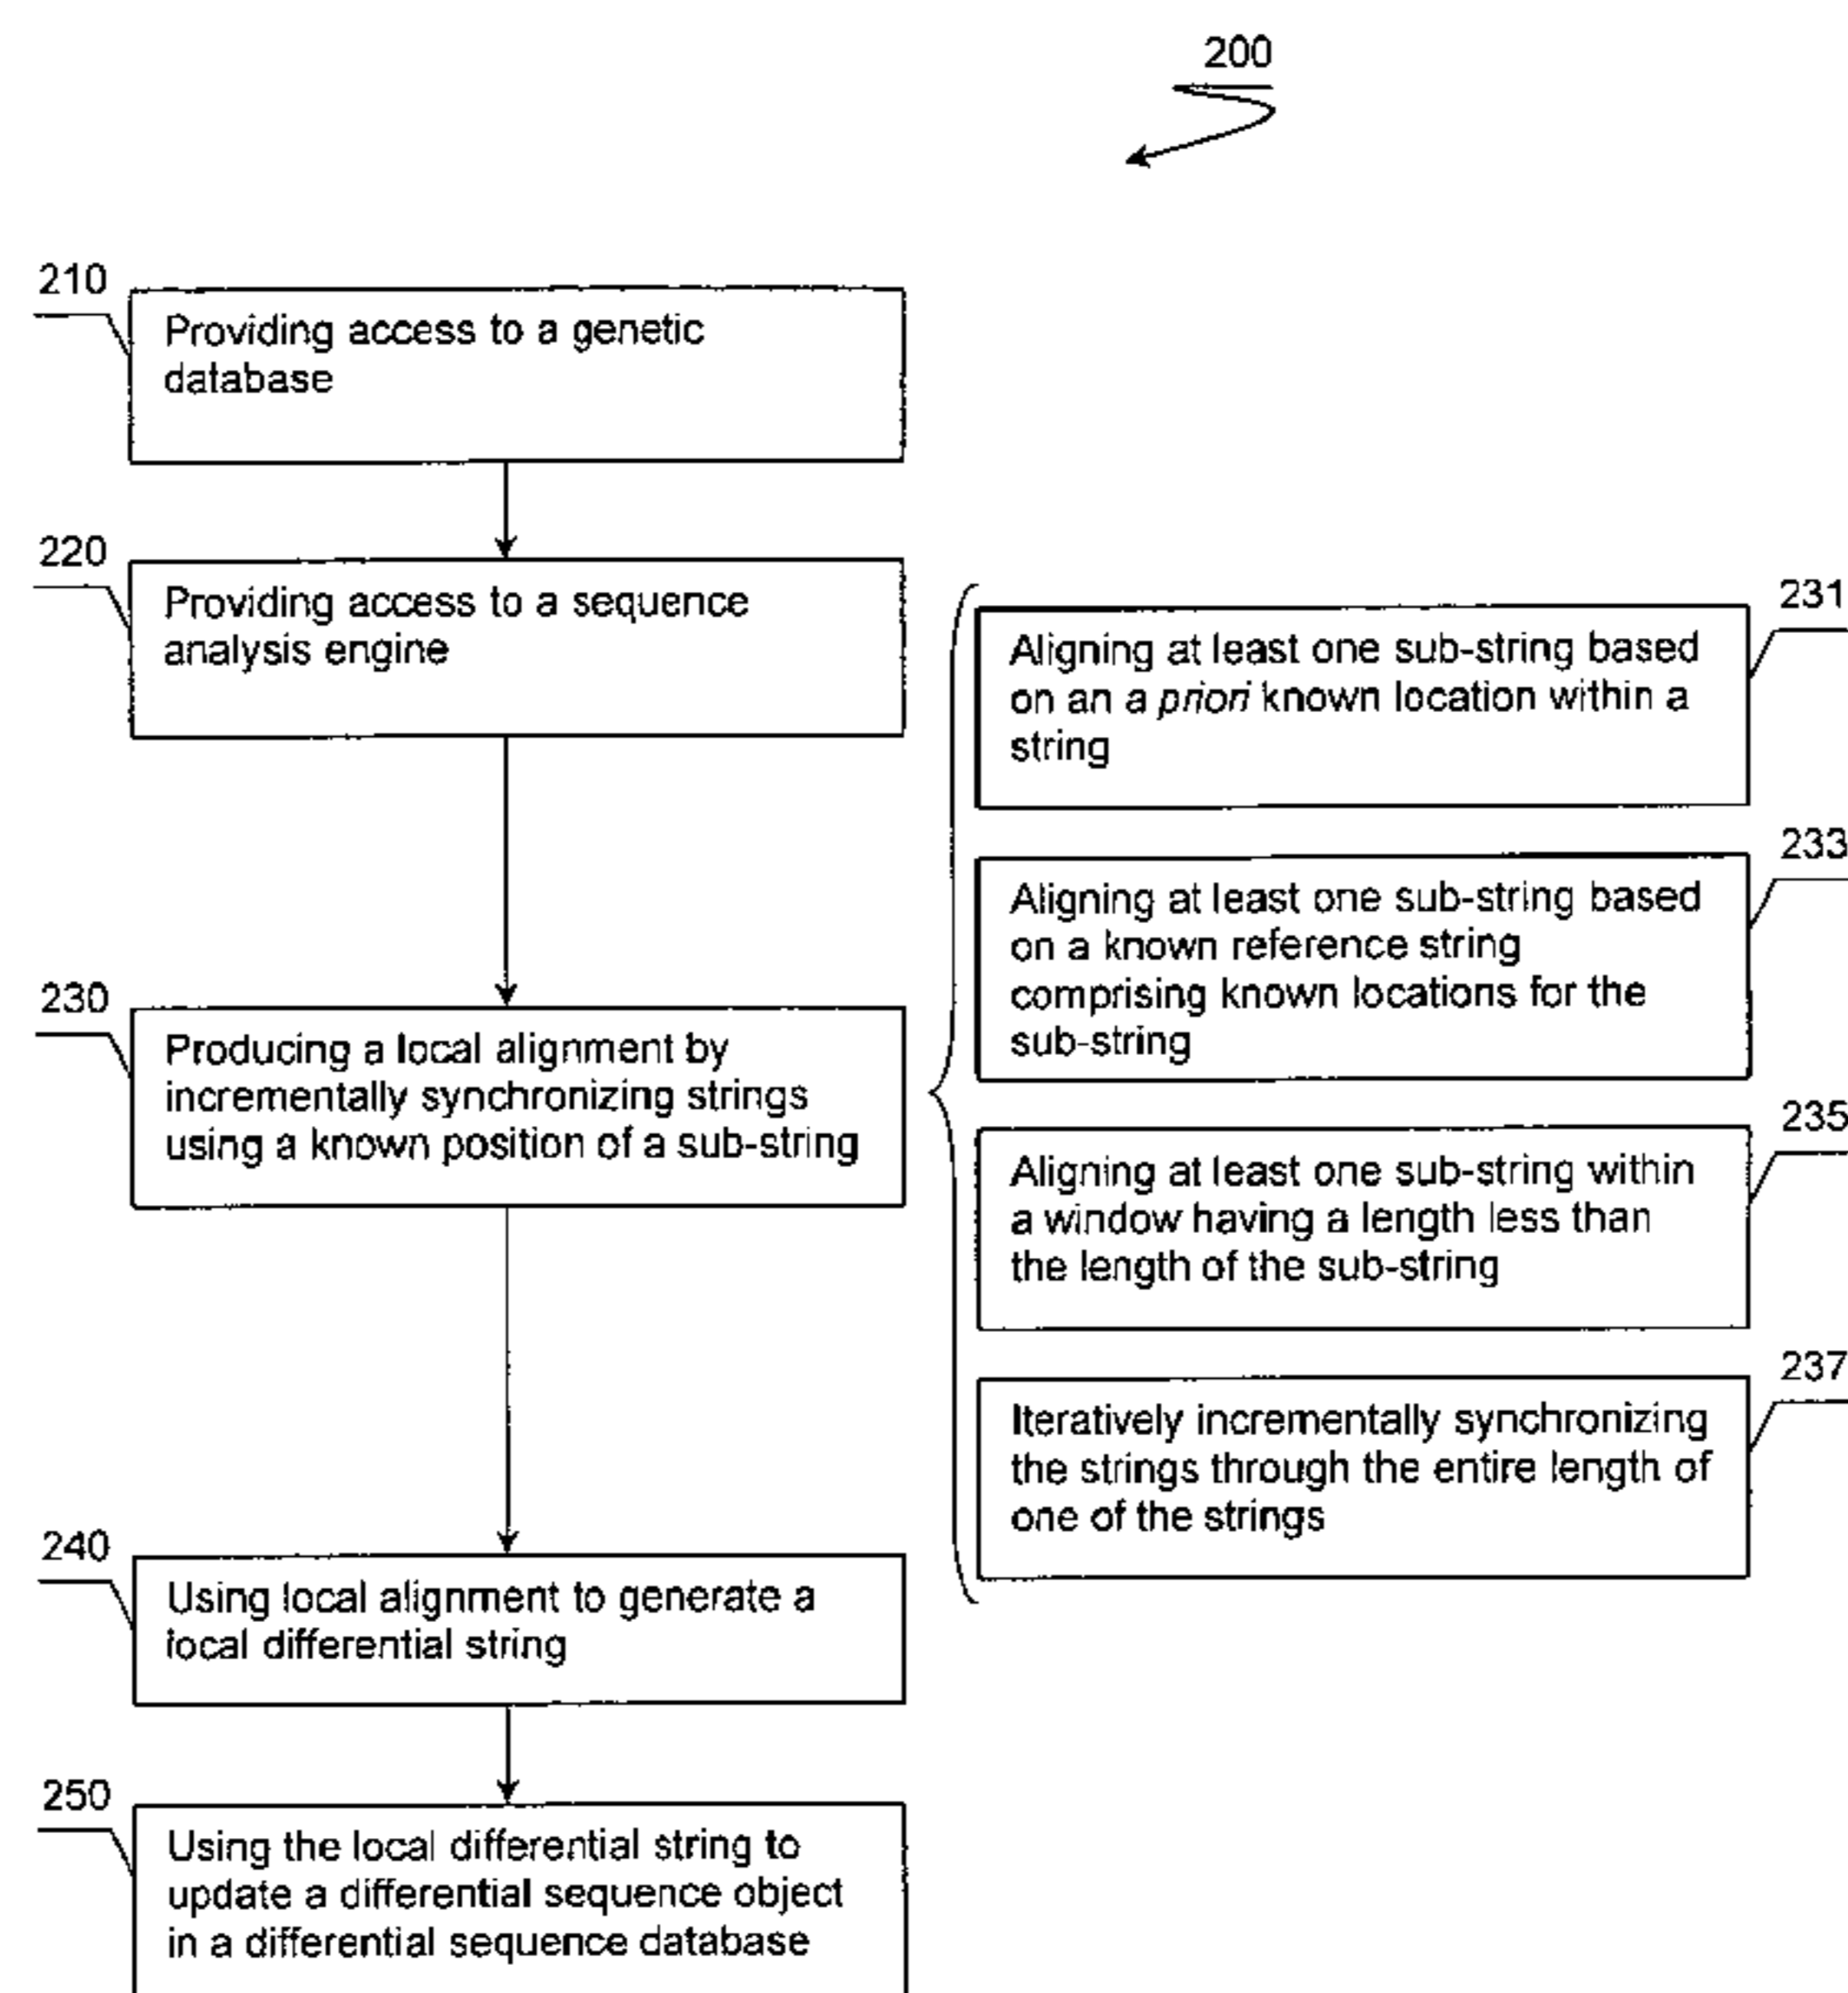 200
210
Providing access to a genetic
database
220
Providing access to a sequence
analysis engine
230
Producing a local alignment by
incrementally synchronizing strings
using a known position of a sub-string
231
Aligning at least one sub-string based
on an a priori known location within a
string
233
Aligning at least one sub-string based
on a known reference string
comprising known locations for the
sub-string
235
Aligning at least one sub-string within
a window having a length less than
the length of the sub-string
237
Iteratively incrementally synchronizing
the strings through the entire length of
one of the strings
240
Using local alignment to generate a
local differential string
250
Using the local differential string to
update a differential sequence object
in a differential sequence database